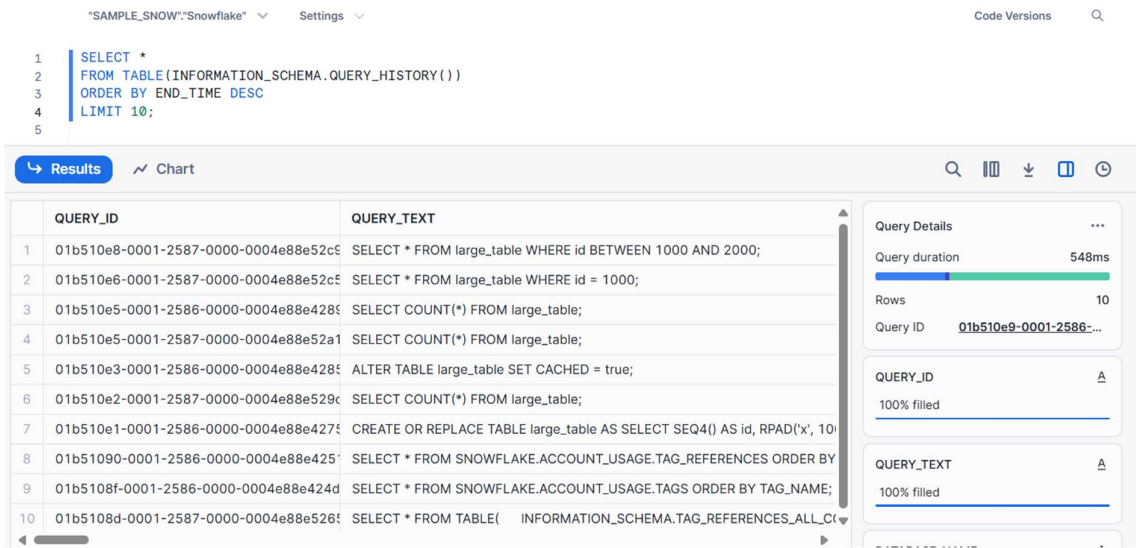 "SAMPLE_SNOW"."Snowflake" Settings Code Versions
1 SELECT *
2 FROM TABLE(INFORMATION_SCHEMA.QUERY_HISTORY())
3 ORDER BY END_TIME DESC
4 LIMIT 10;
5
Results Chart
QUERY_ID QUERY_TEXT
1 01b510e8-0001-2587-0000-0004e88e52c9 SELECT * FROM large_table WHERE id BETWEEN 1000 AND 2000;
2 01b510e6-0001-2587-0000-0004e88e52c5 SELECT * FROM large_table WHERE id = 1000;
3 01b510e5-0001-2586-0000-0004e88e4289 SELECT COUNT(*) FROM large_table;
4 01b510e5-0001-2587-0000-0004e88e52a1 SELECT COUNT(*) FROM large_table;
5 01b510e3-0001-2586-0000-0004e88e4285 ALTER TABLE large_table SET CACHED = true;
6 01b510e2-0001-2587-0000-0004e88e529d SELECT COUNT(*) FROM large_table;
7 01b510e1-0001-2586-0000-0004e88e4275 CREATE OR REPLACE TABLE large_table AS SELECT SEQ4() AS id, RPAD('x', 10
8 01b51090-0001-2586-0000-0004e88e4251 SELECT * FROM SNOWFLAKE.ACCOUNT_USAGE.TAG_REFERENCES ORDER BY
9 01b5108f-0001-2586-0000-0004e88e424d SELECT * FROM SNOWFLAKE.ACCOUNT_USAGE.TAGS ORDER BY TAG_NAME;
10 01b5108d-0001-2587-0000-0004e88e5265 SELECT * FROM TABLE( INFORMATION_SCHEMA.TAG_REFERENCES_ALL_CO
Query Details ...
Query duration 548ms
Rows 10
Query ID 01b510e9-0001-2586-...
QUERY_ID A
100% filled
QUERY_TEXT A
100% filled